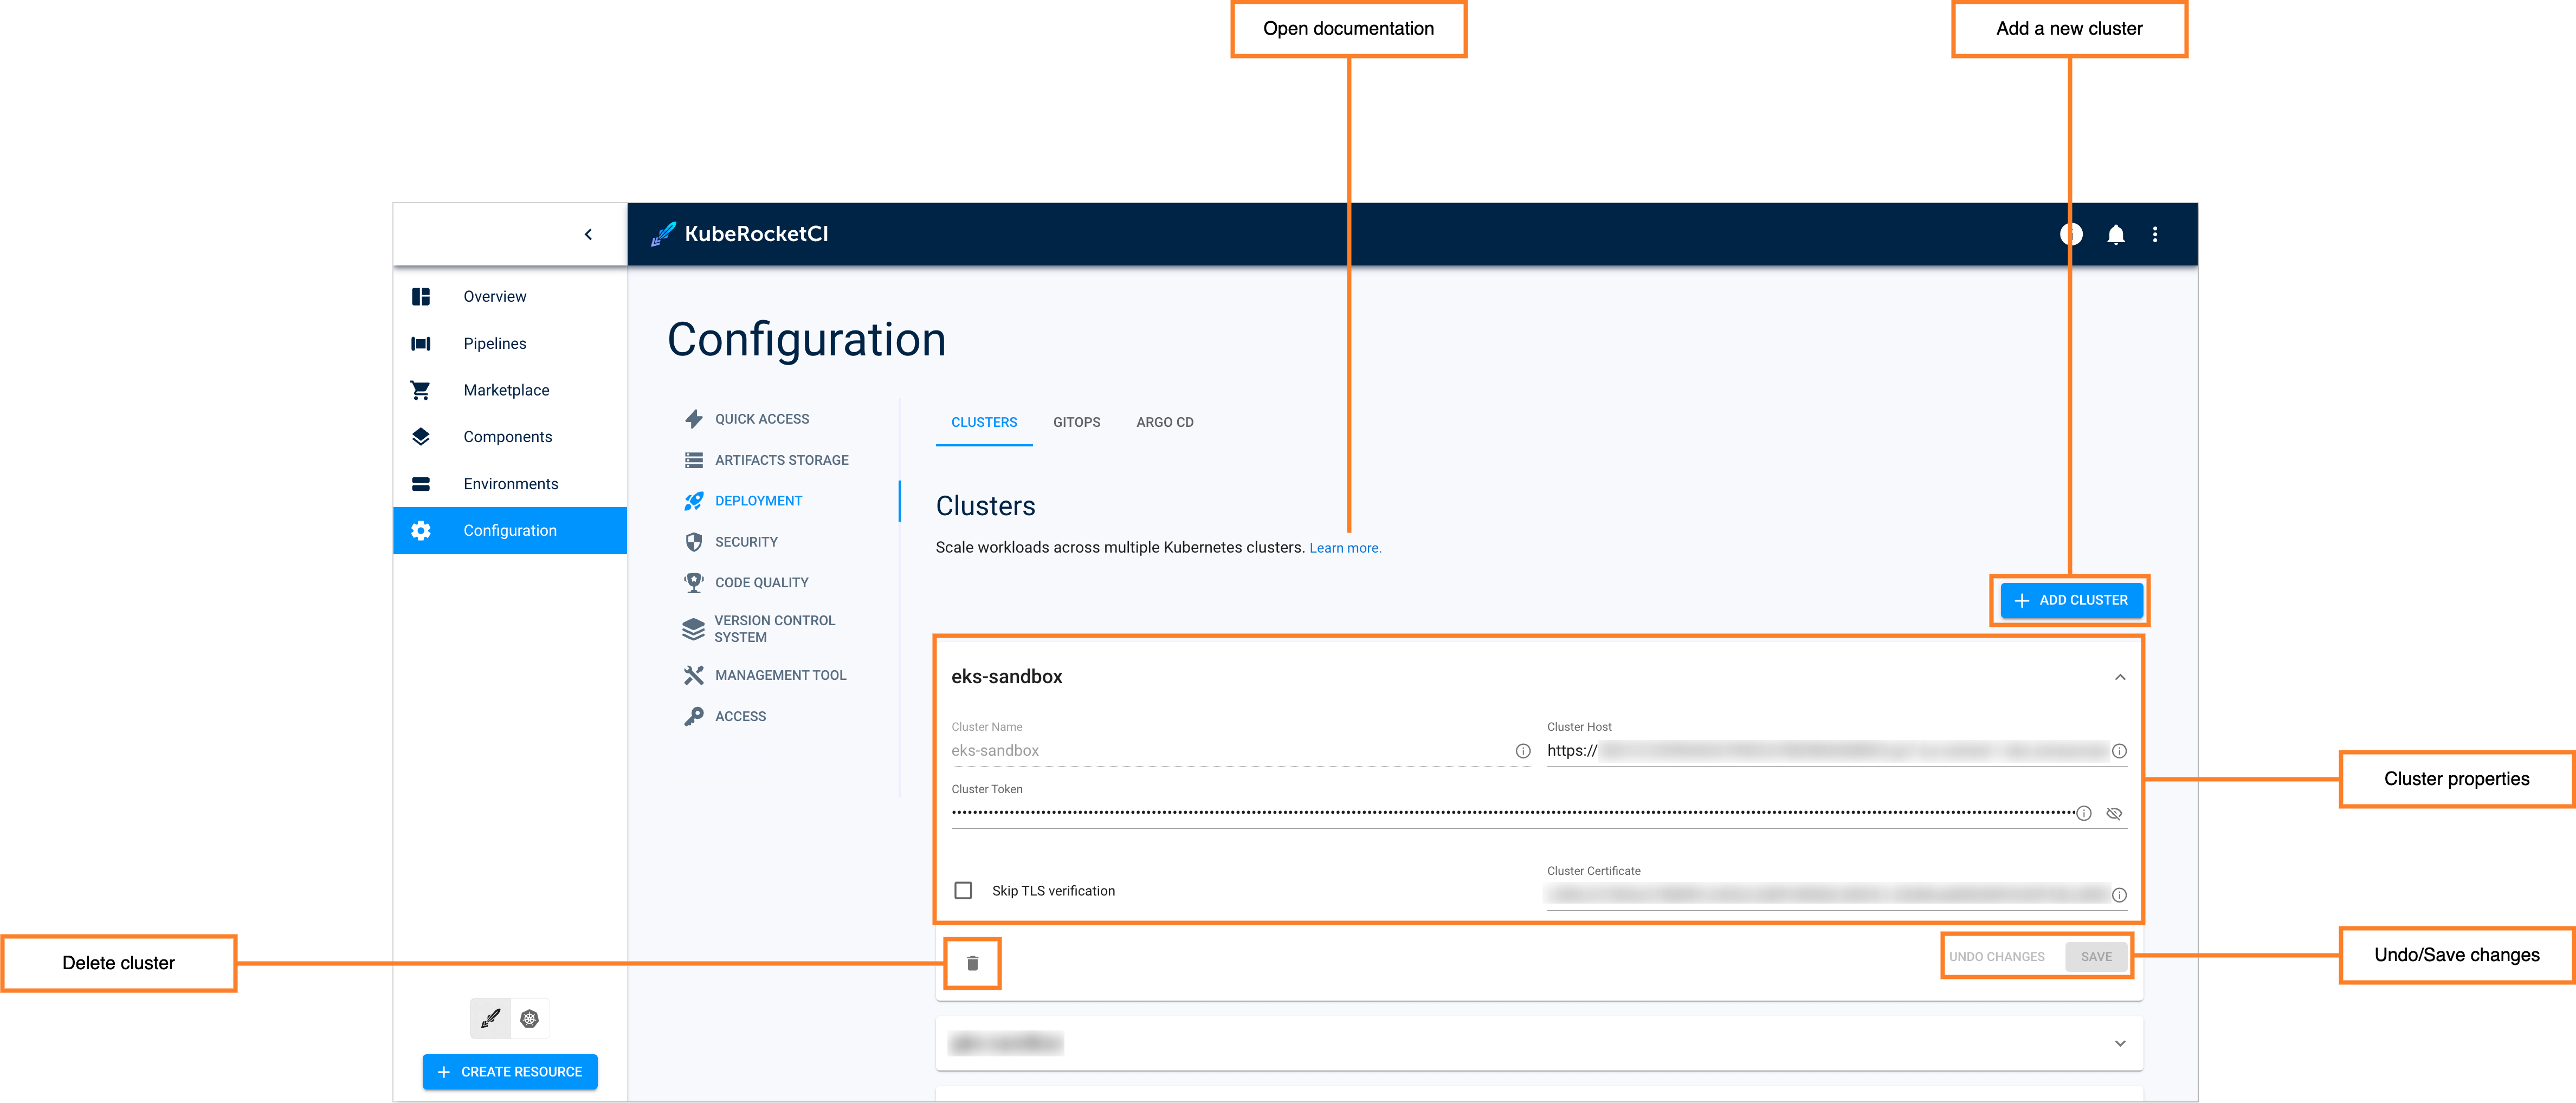 Open documentation
Add a new cluster
KubeRocketCI
Overview
Pipelines
Marketplace
Components
Environments
Configuration
Configuration
QUICK ACCESS
ARTIFACTS STORAGE
DEPLOYMENT
SECURITY
CODE QUALITY
VERSION CONTROL
SYSTEM
MANAGEMENT TOOL
ACCESS
CLUSTERS GITOPS ARGO CD
Clusters
Scale workloads across multiple Kubernetes clusters. Learn more.
+ ADD CLUSTER
eks-sandbox
Cluster Name
eks-sandbox
Cluster Host
https://
Cluster Token
Skip TLS verification
Cluster Certificate
Cluster properties
Delete cluster
UNDO CHANGES SAVE
Undo/Save changes
+ CREATE RESOURCE